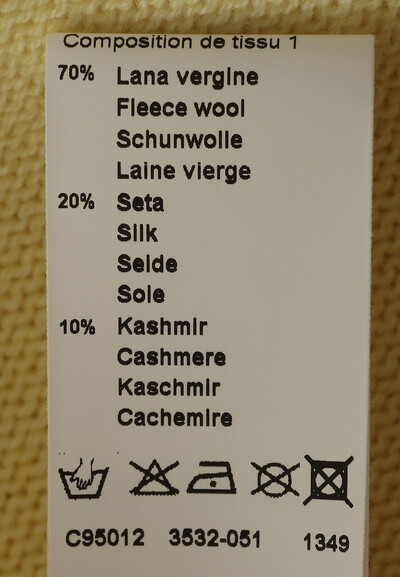 Composition de tissu 1
70% Lana vergine
Fleece wool
Schunwolle
Laine vierge
20% Seta
Silk
Seide
Soie
10% Kashmir
Cashmere
Kaschmir
Cachemire
C95012 3532-051 1349